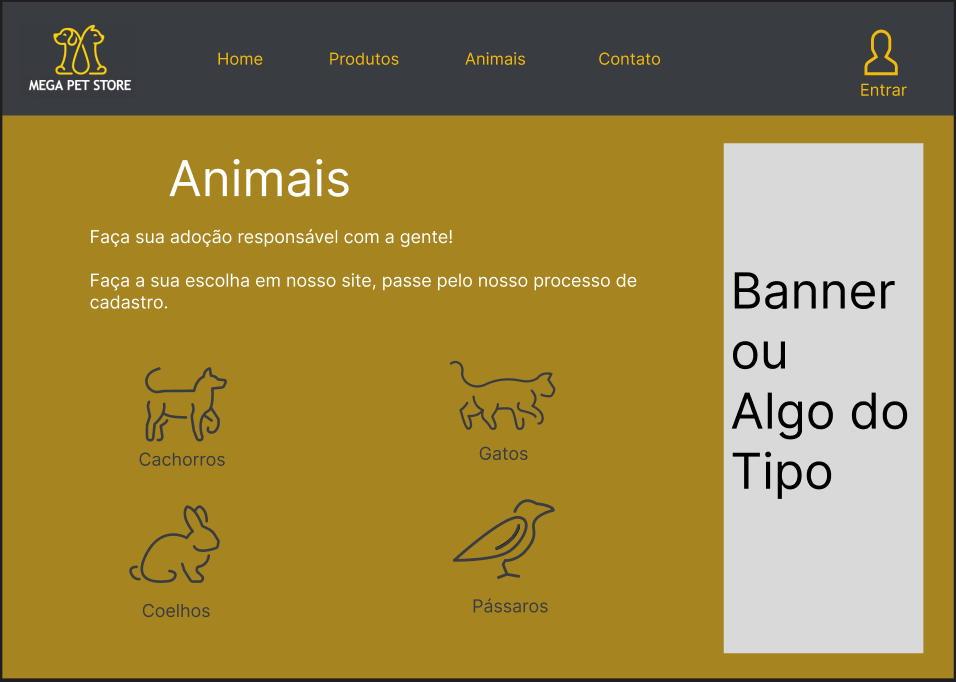 MEGA PET STORE
Home
Produtos
Animais
Contato
Entrar
Animais
Faça sua adoção responsável com a gente!
Faça a sua escolha em nosso site, passe pelo nosso processo de
cadastro.
Cachorros
Gatos
Coelhos
Pássaros
Banner
ou
Algo do
Tipo